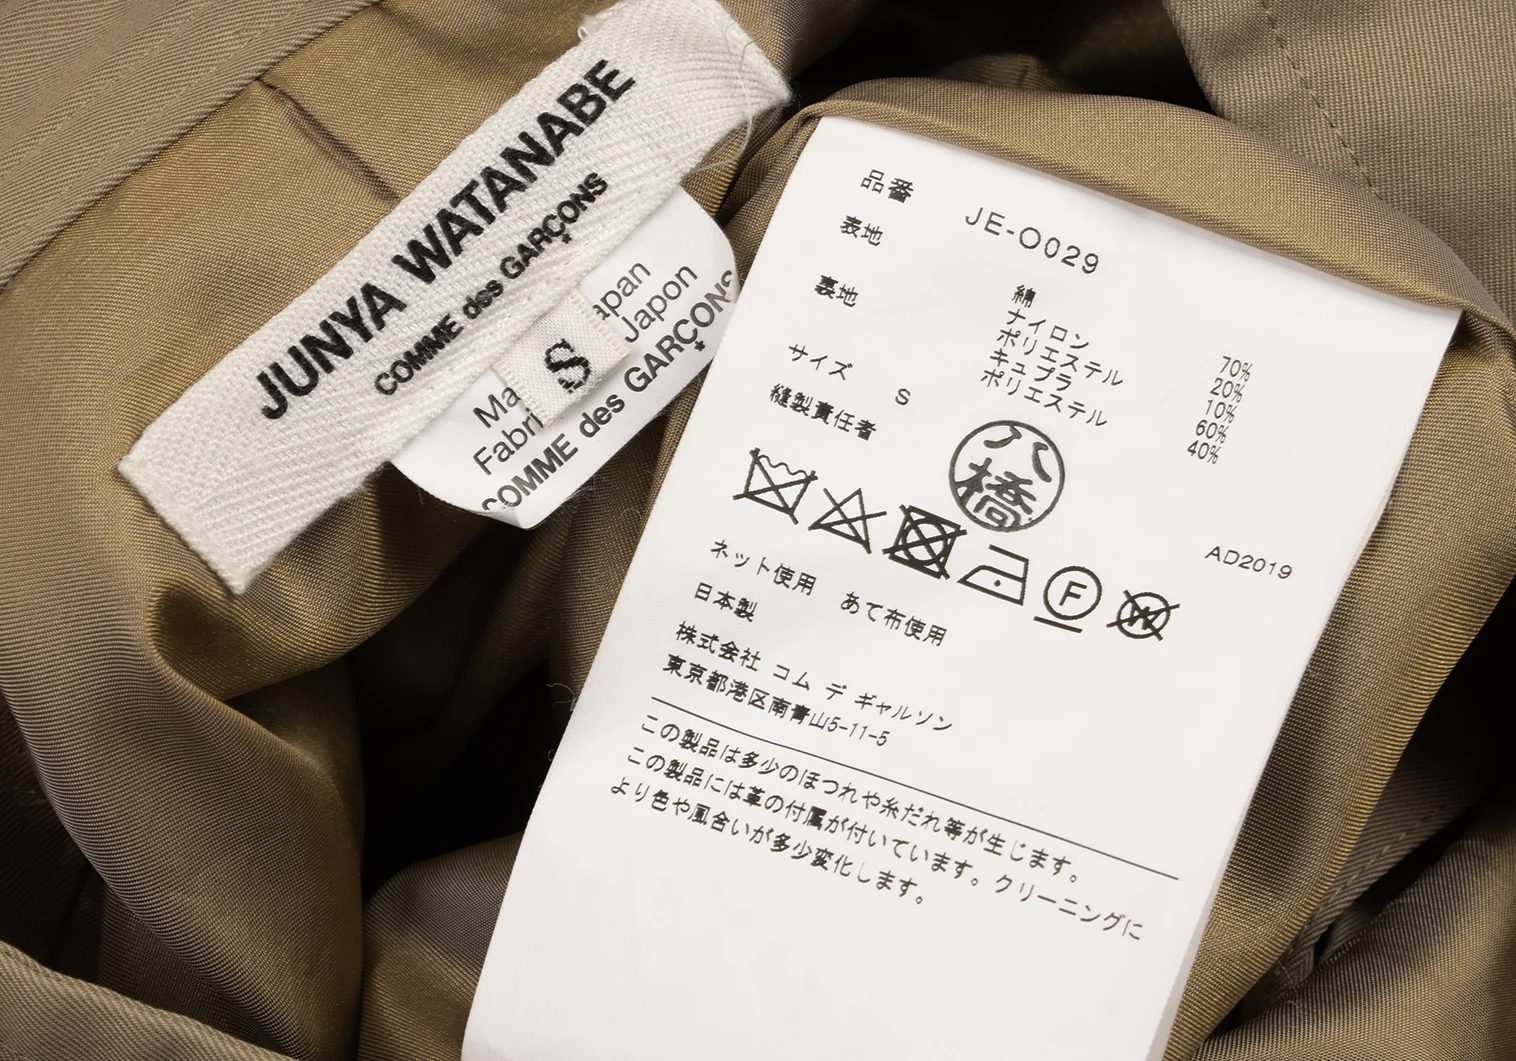 JUNYA WATANABE
COMME des GARÇONS
S
apan
Japon
Ma
Fabri
COMME des GARÇONS
品番 JE-O029
表地 綿 70%
ナイロン 20%
ポリエステル 10%
裏地 キュプラ 60%
ポリエステル 40%
サイズ S
縫製責任者 八橋
AD2019
F
W
ネット使用 あて布使用
日本製
株式会社 コム デ ギャルソン
東京都港区南青山5-11-5
この製品は多少のほつれや糸だれ等が生じます。
この製品には革の付属が付いています。クリーニングに
より色や風合いが多少変化します。